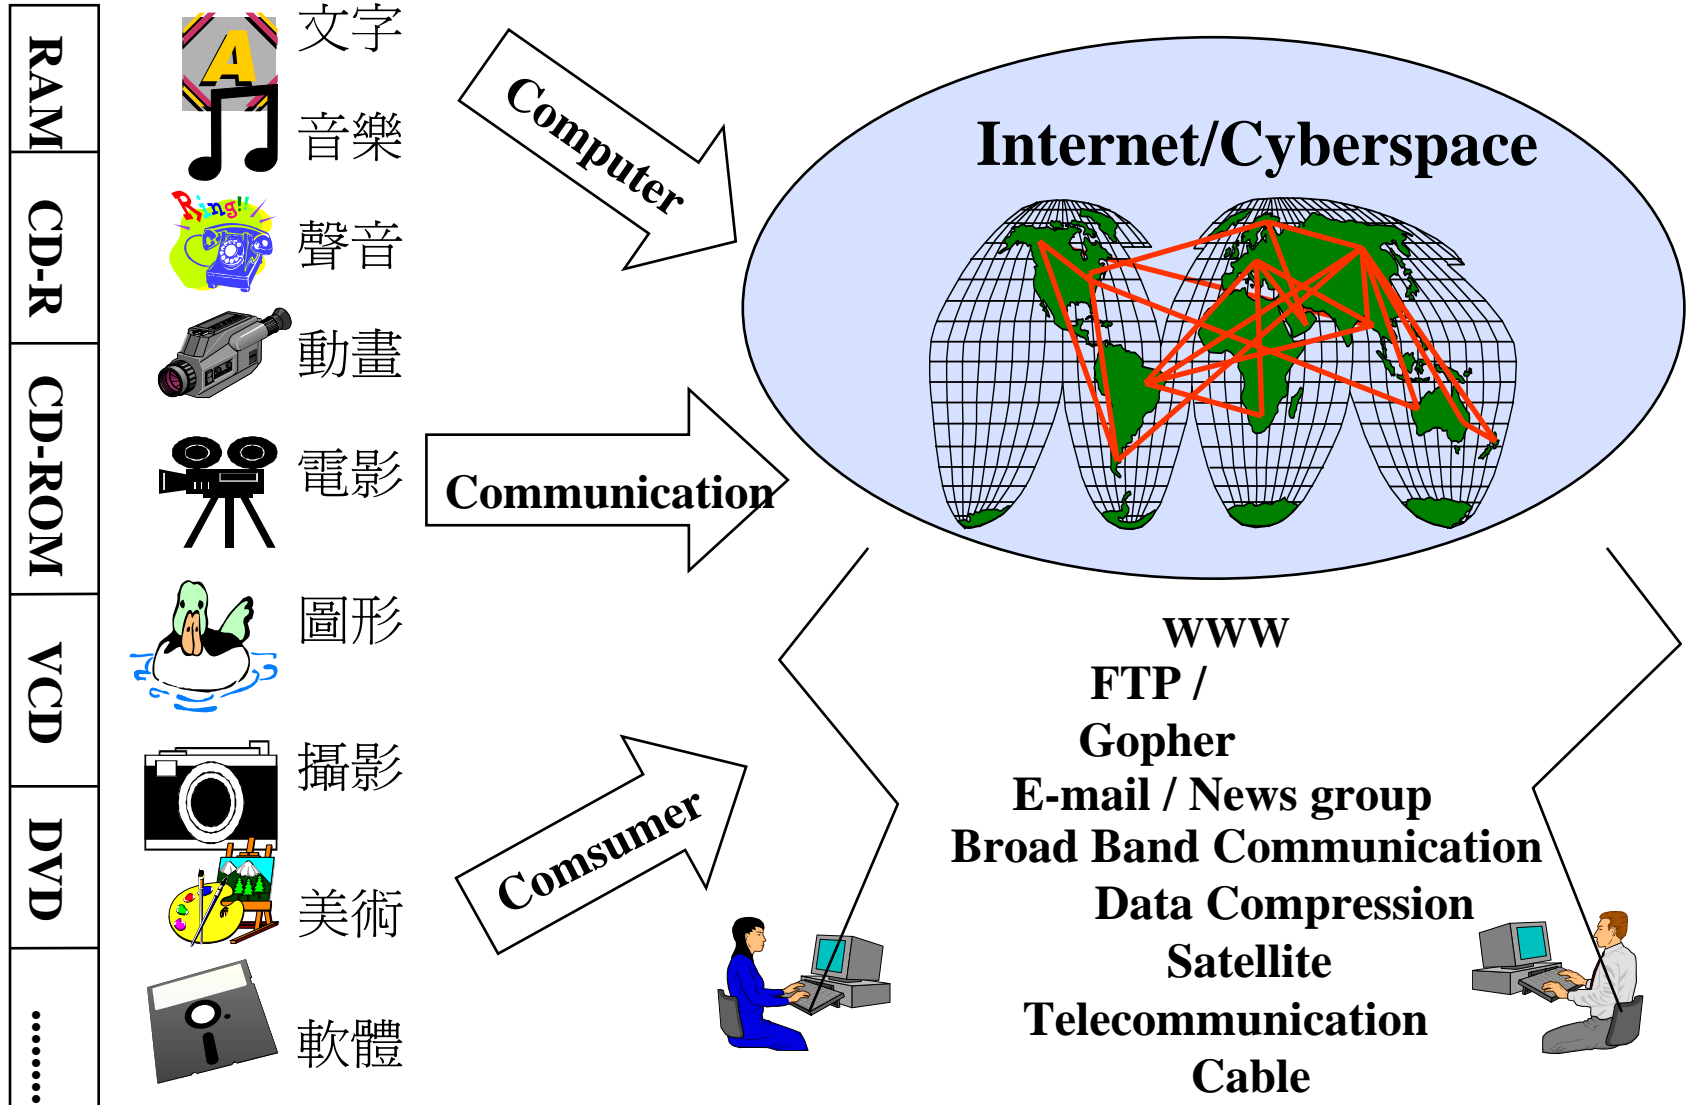 RAM
CD-R
CD-ROM
VCD
DVD
........
A
文字
音樂
Ring!!
聲音
動畫
電影
圖形
攝影
美術
軟體
Computer
Communication
Comsumer
Internet/Cyberspace
WWW
FTP /
Gopher
E-mail / News group
Broad Band Communication
Data Compression
Satellite
Telecommunication
Cable